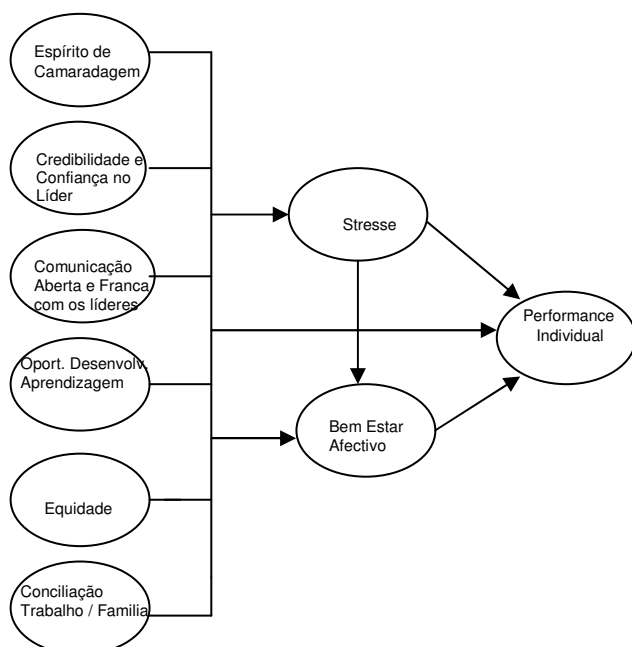 Espírito de
Camaradagem
Credibilidade e
Confiança no
Líder
Comunicação
Aberta e Franca
com os líderes
Oport. Desenvolv.
Aprendizagem
Equidade
Conciliação
Trabalho / Familia
Stresse
Bem Estar
Afectivo
Performance
Individual